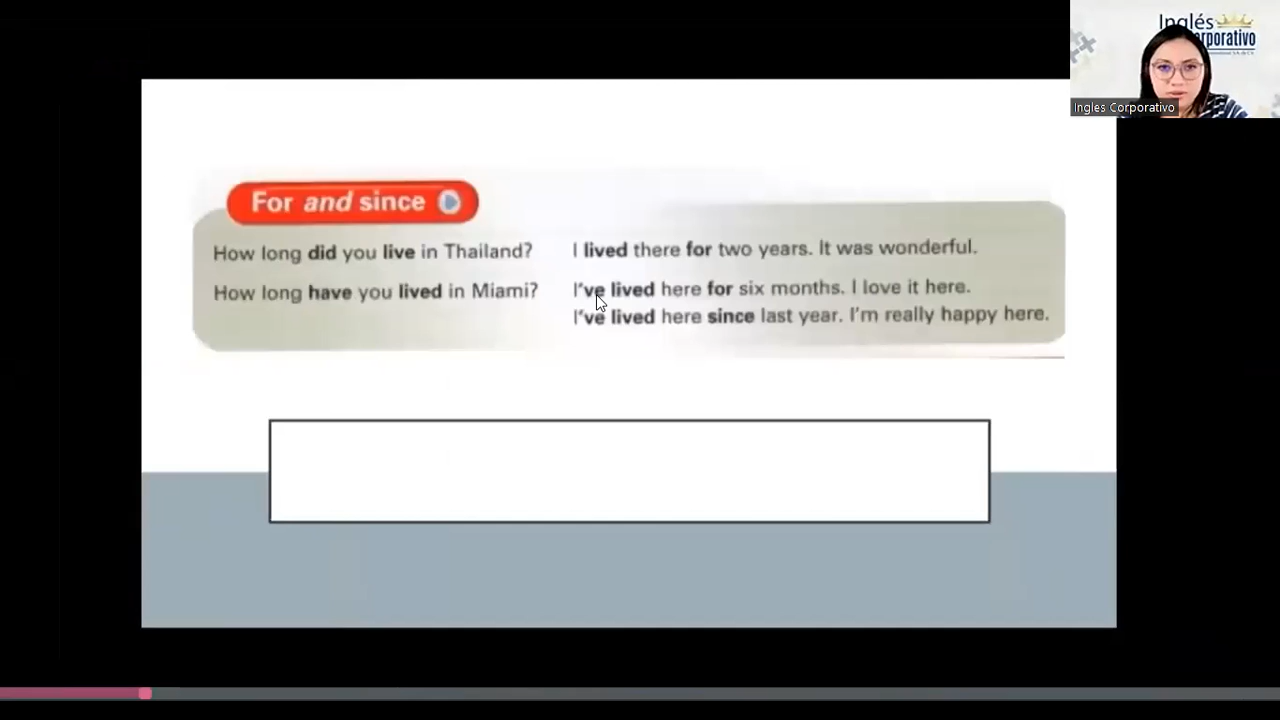 Inglés
orporativo
Ingles Corporativo
For and since
How long did you live in Thailand? I lived there for two years. It was wonderful.
How long have you lived in Miami? I've lived here for six months. I love it here.
I've lived here since last year. I'm really happy here.